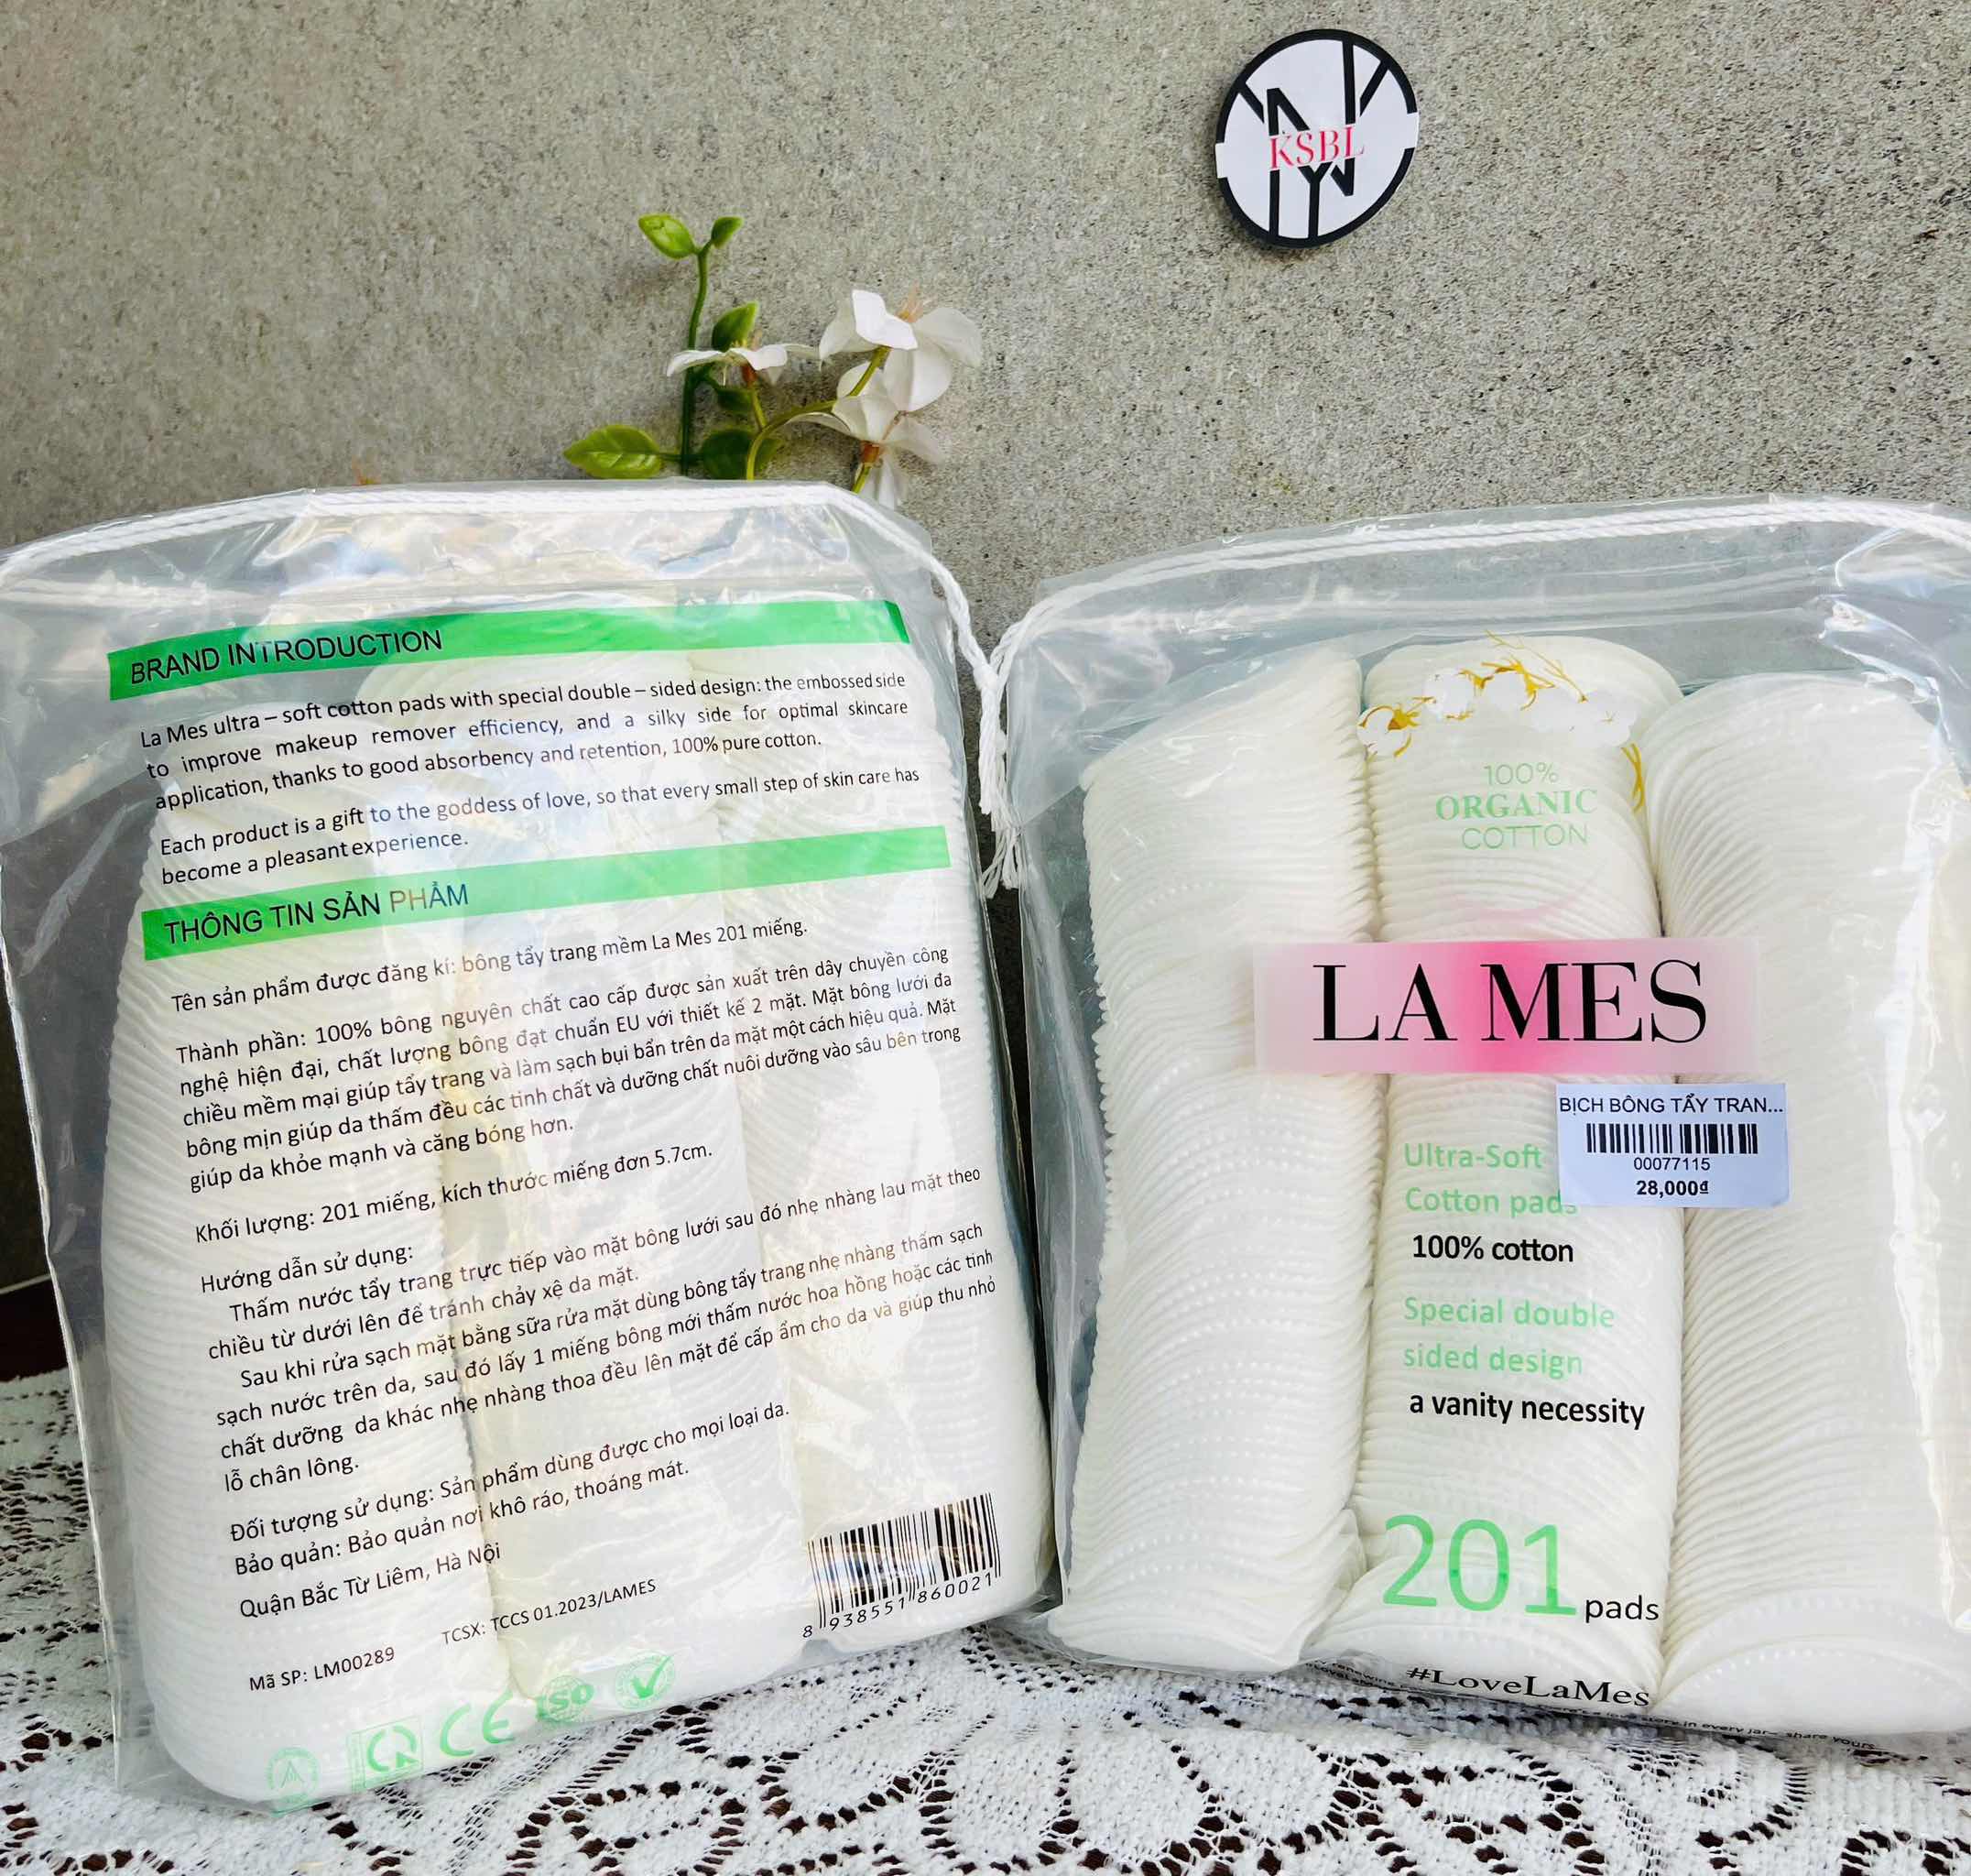 KSBL
BRAND INTRODUCTION
La Mes ultra – soft cotton pads with special double – sided design: the embossed side
to improve makeup remover efficiency, and a silky side for optimal skincare
application, thanks to good absorbency and retention, 100% pure cotton.
Each product is a gift to the goddess of love, so that every small step of skin care has
become a pleasant experience.
THÔNG TIN SẢN PHẨM
Tên sản phẩm được đăng kí: bông tẩy trang mềm La Mes 201 miếng.
Thành phần: 100% bông nguyên chất cao cấp được sản xuất trên dây chuyền công
nghệ hiện đại, chất lượng bông đạt chuẩn EU với thiết kế 2 mặt. Mặt bông lưới đa
chiều mềm mại giúp tẩy trang và làm sạch bụi bẩn trên da mặt một cách hiệu quả. Mặt
bông mịn giúp da thấm đều các tinh chất và dưỡng chất nuôi dưỡng vào sâu bên trong
giúp da khỏe mạnh và căng bóng hơn.
Khối lượng: 201 miếng, kích thước miếng đơn 5.7cm.
Hướng dẫn sử dụng:
Thấm nước tẩy trang trực tiếp vào mặt bông lưới sau đó nhẹ nhàng lau mặt theo
chiều từ dưới lên để tránh chảy xệ da mặt.
Sau khi rửa sạch mặt bằng sữa rửa mặt dùng bông tẩy trang nhẹ nhàng thấm sạch
sạch nước trên da, sau đó lấy 1 miếng bông mới thấm nước hoa hồng hoặc các tinh
chất dưỡng da khác nhẹ nhàng thoa đều lên mặt để cấp ẩm cho da và giúp thu nhỏ
lỗ chân lông.
Đối tượng sử dụng: Sản phẩm dùng được cho mọi loại da.
Bảo quản: Bảo quản nơi khô ráo, thoáng mát.
Quận Bắc Từ Liêm, Hà Nội
Mã SP: LM00289 TCSX: TCCS 01.2023/LAMES
8 938551 860021
CE ISO
100%
ORGANIC
COTTON
LA MES
BỊCH BÔNG TẨY TRAN...
00077115
28,000₫
Ultra-Soft
Cotton pads
100% cotton
Special double
sided design
a vanity necessity
201 pads
#LoveLaMes
in every jar share yours